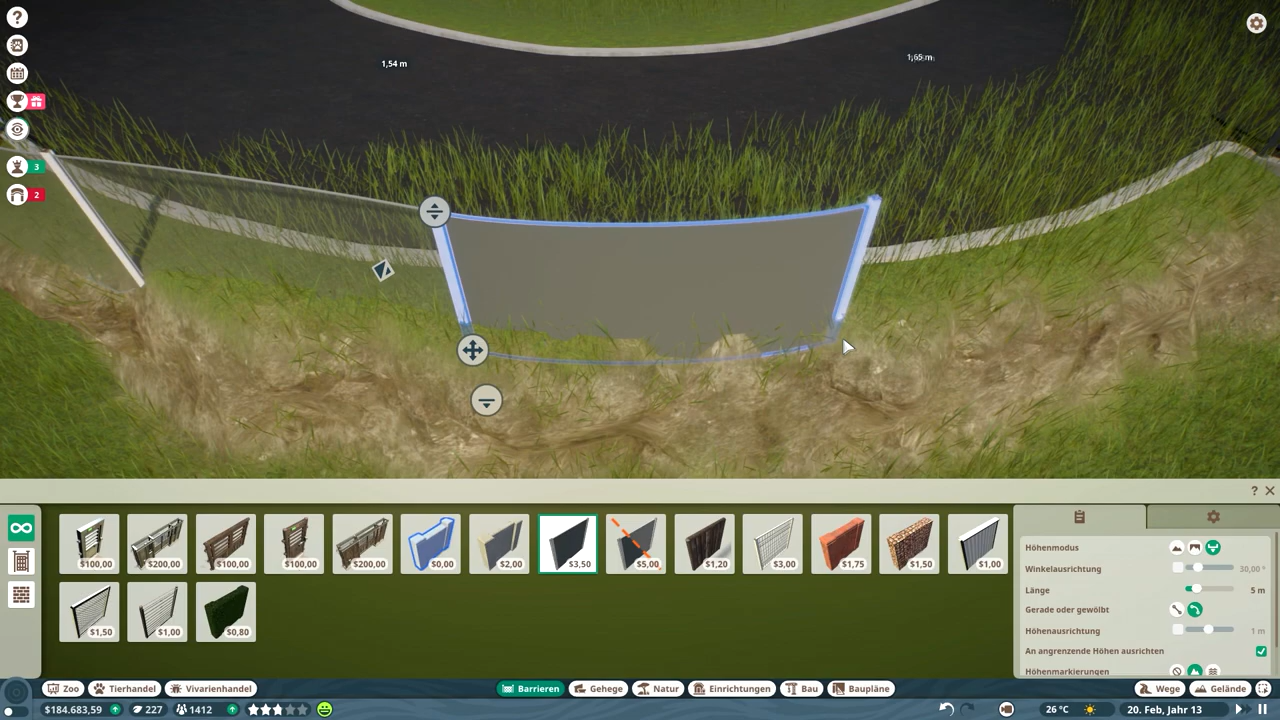 ?
1,54 m
1,65 m
3
2
?
$100,00 $200,00 $100,00 $100,00 $200,00 $0,00 $2,00 $3,50 $5,00 $1,20 $3,00 $1,75 $1,50 $1,00
$1,50 $1,00 $0,80
Höhenmodus
Winkelausrichtung 30,00 °
Länge 5 m
Gerade oder gewölbt
Höhenausrichtung 1 m
An angrenzende Höhen ausrichten
Höhenmarkierungen
Zoo Tierhandel Vivarienhandel Barrieren Gehege Natur Einrichtungen Bau Baupläne Wege Gelände
$184.683,59 227 1412 26 °C 20. Feb, Jahr 13